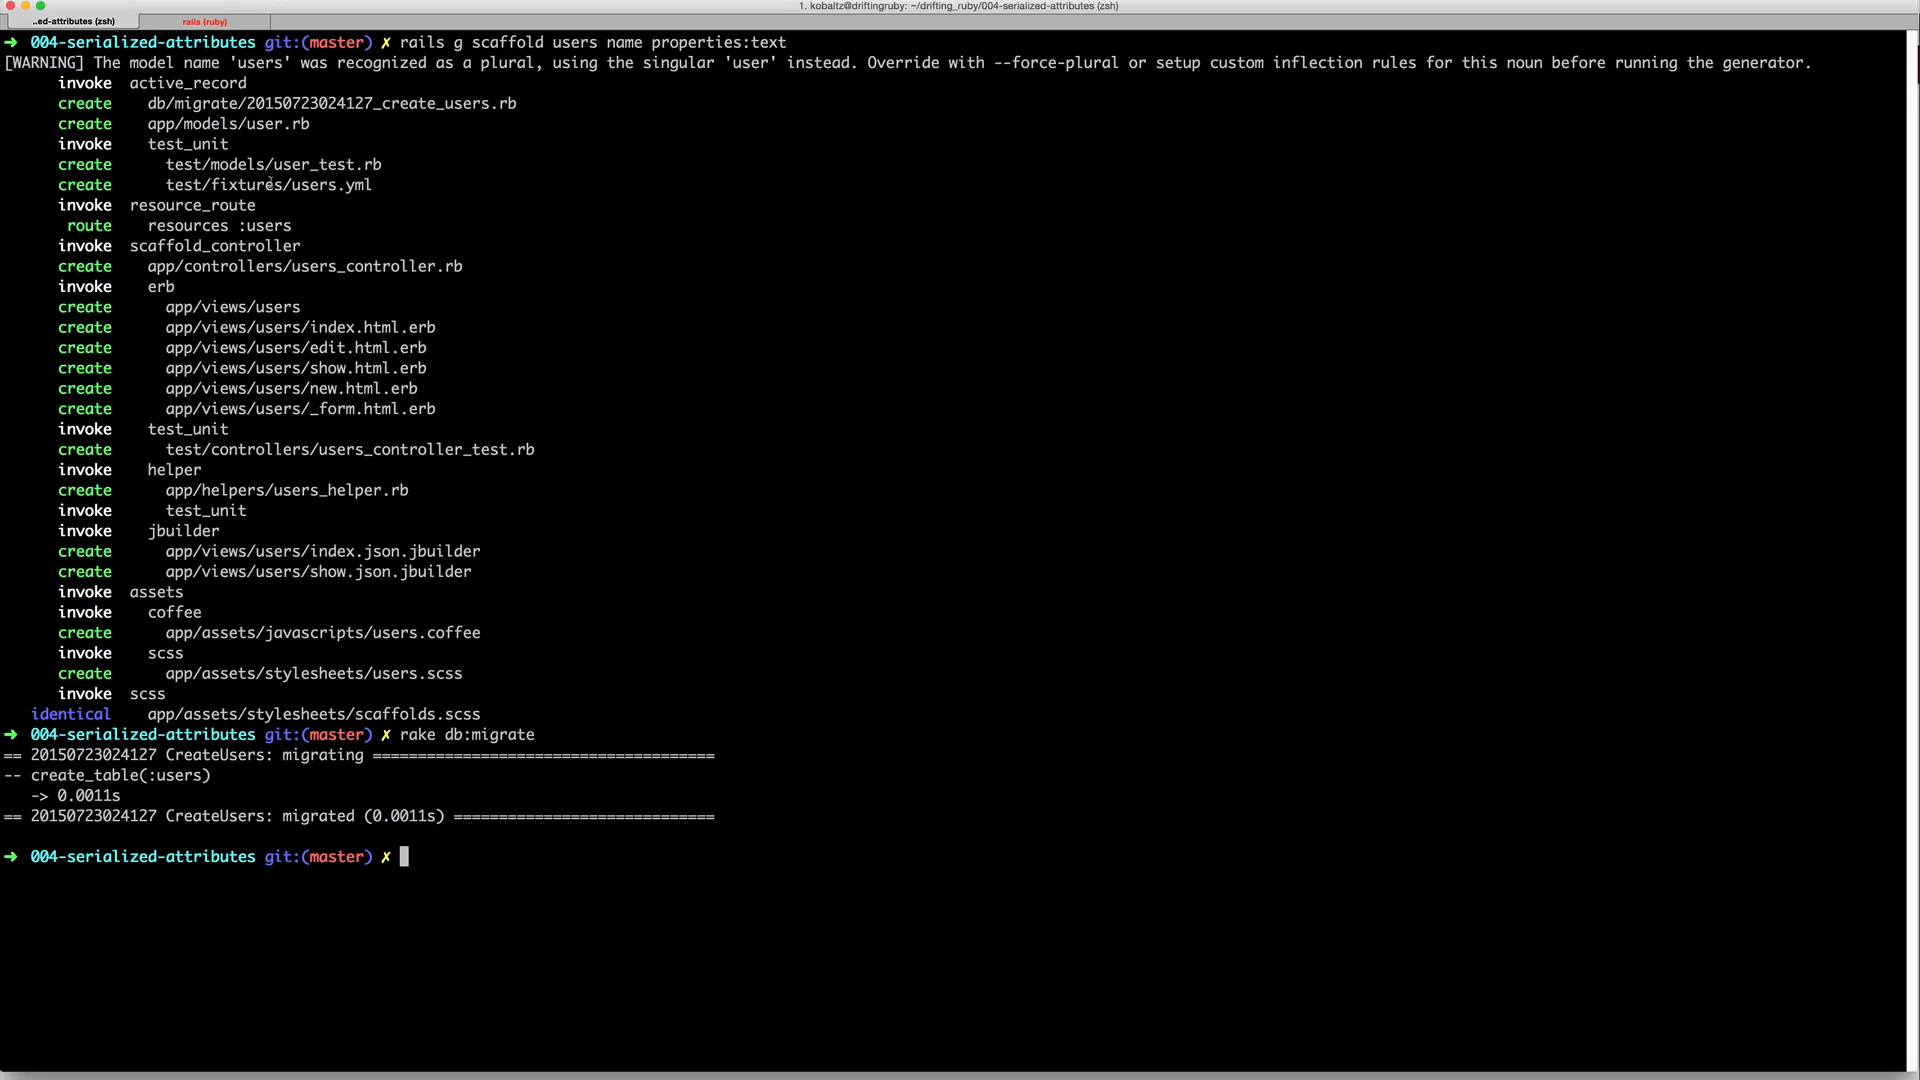 1. kobaltz@driftingruby: ~/drifting_ruby/004-serialized-attributes (zsh)
..ed-attributes (zsh) rails (ruby)
➜ 004-serialized-attributes git:(master) ✗ rails g scaffold users name properties:text
[WARNING] The model name 'users' was recognized as a plural, using the singular 'user' instead. Override with --force-plural or setup custom inflection rules for this noun before running the generator.
invoke active_record
create db/migrate/20150723024127_create_users.rb
create app/models/user.rb
invoke test_unit
create test/models/user_test.rb
create test/fixtures/users.yml
invoke resource_route
route resources :users
invoke scaffold_controller
create app/controllers/users_controller.rb
invoke erb
create app/views/users
create app/views/users/index.html.erb
create app/views/users/edit.html.erb
create app/views/users/show.html.erb
create app/views/users/new.html.erb
create app/views/users/_form.html.erb
invoke test_unit
create test/controllers/users_controller_test.rb
invoke helper
create app/helpers/users_helper.rb
invoke test_unit
invoke jbuilder
create app/views/users/index.json.jbuilder
create app/views/users/show.json.jbuilder
invoke assets
invoke coffee
create app/assets/javascripts/users.coffee
invoke scss
create app/assets/stylesheets/users.scss
invoke scss
identical app/assets/stylesheets/scaffolds.scss
➜ 004-serialized-attributes git:(master) ✗ rake db:migrate
== 20150723024127 CreateUsers: migrating ======================================
-- create_table(:users)
-> 0.0011s
== 20150723024127 CreateUsers: migrated (0.0011s) =============================
➜ 004-serialized-attributes git:(master) ✗